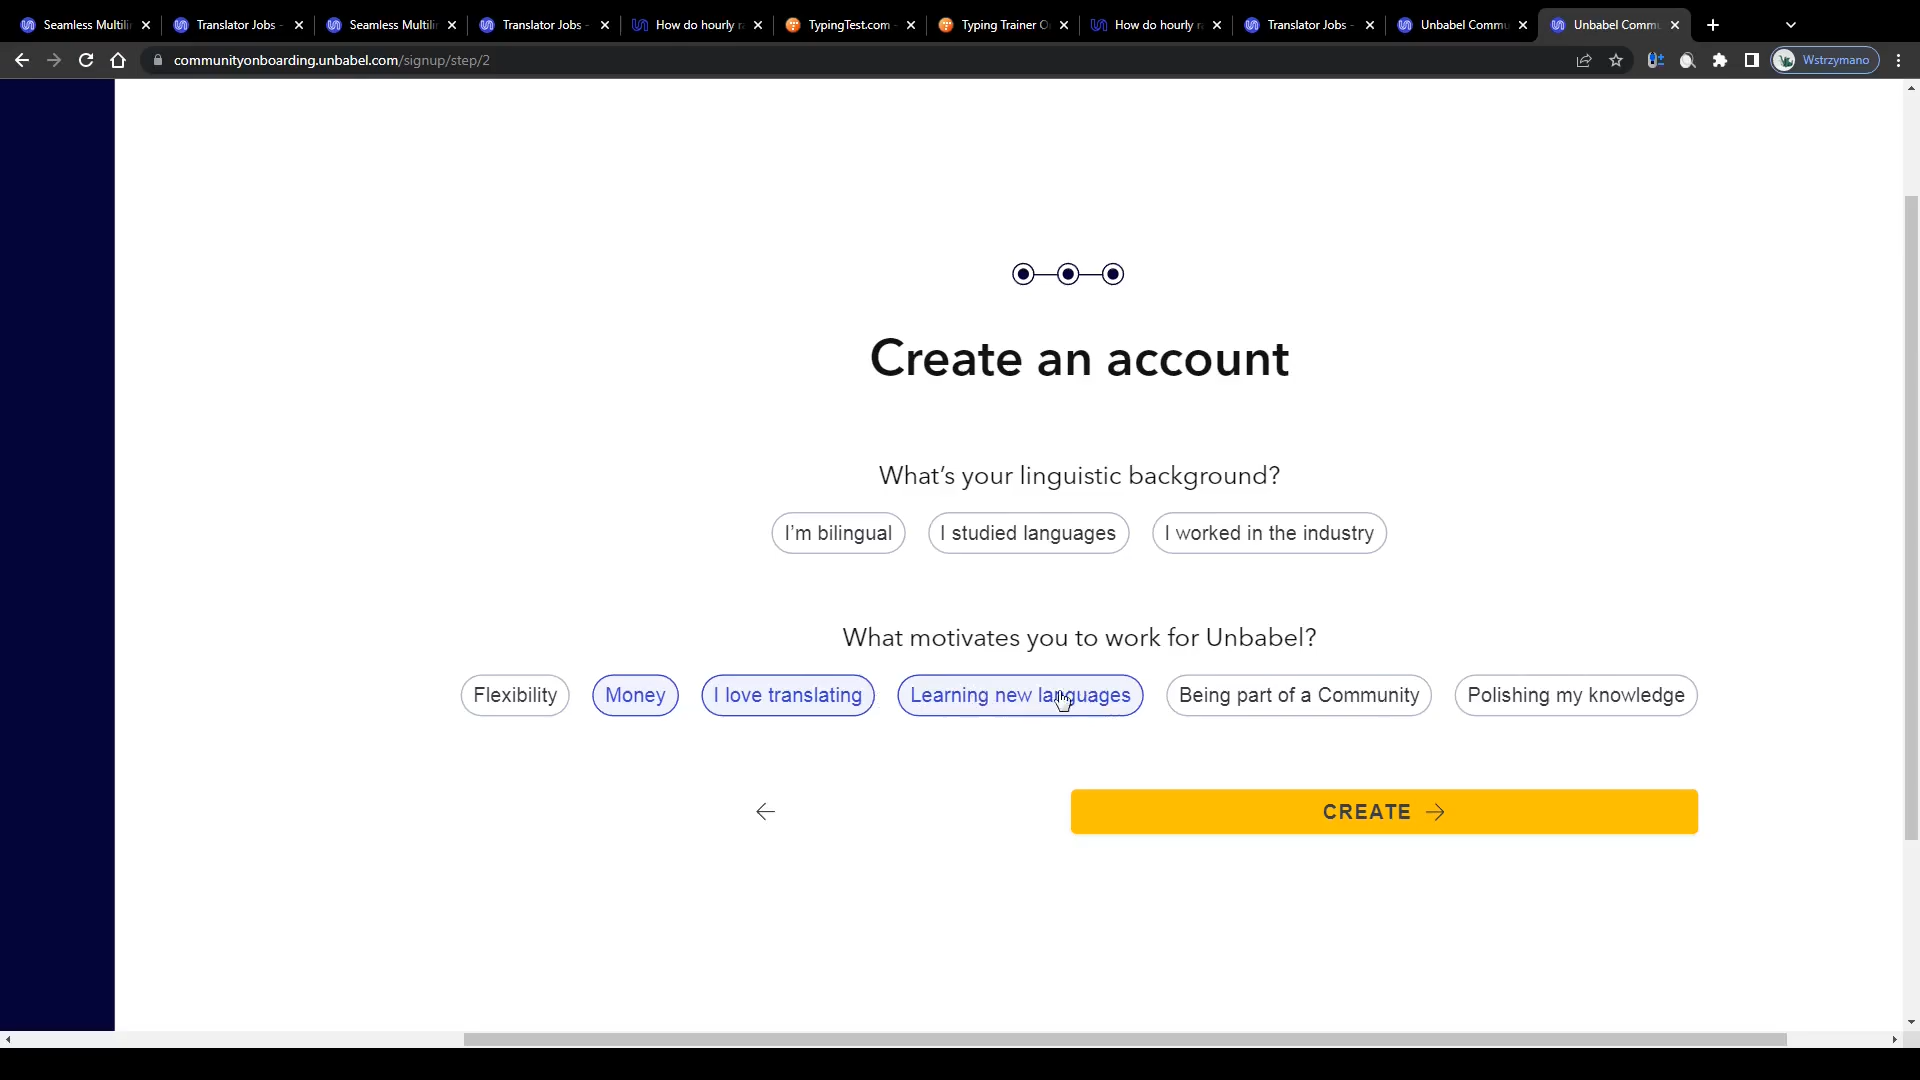 Seamless Multili
Translator Jobs -
Seamless Multili
Translator Jobs -
How do hourly ra
TypingTest.com -
Typing Trainer O
How do hourly ra
Translator Jobs -
Unbabel Commu
Unbabel Commu
communityonboarding.unbabel.com/signup/step/2
Wstrzymano
Create an account
What’s your linguistic background?
I’m bilingual
I studied languages
I worked in the industry
What motivates you to work for Unbabel?
Flexibility
Money
I love translating
Learning new languages
Being part of a Community
Polishing my knowledge
CREATE